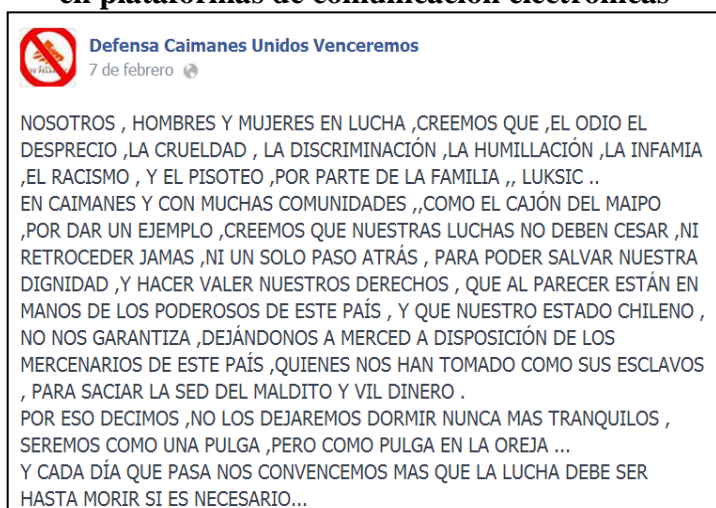 en plataformas de comunicación electrónicas
Defensa Caimanes Unidos Venceremos
7 de febrero
NOSOTROS , HOMBRES Y MUJERES EN LUCHA ,CREEMOS QUE ,EL ODIO EL
DESPRECIO ,LA CRUELDAD , LA DISCRIMINACIÓN ,LA HUMILLACIÓN ,LA INFAMIA
,EL RACISMO , Y EL PISOTEO ,POR PARTE DE LA FAMILIA ,, LUKSIC ..
EN CAIMANES Y CON MUCHAS COMUNIDADES ,,COMO EL CAJÓN DEL MAIPO
,POR DAR UN EJEMPLO ,CREEMOS QUE NUESTRAS LUCHAS NO DEBEN CESAR ,NI
RETROCEDER JAMAS ,NI UN SOLO PASO ATRÁS , PARA PODER SALVAR NUESTRA
DIGNIDAD ,Y HACER VALER NUESTROS DERECHOS , QUE AL PARECER ESTÁN EN
MANOS DE LOS PODEROSOS DE ESTE PAÍS , Y QUE NUESTRO ESTADO CHILENO ,
NO NOS GARANTIZA ,DEJÁNDONOS A MERCED A DISPOSICIÓN DE LOS
MERCENARIOS DE ESTE PAÍS ,QUIENES NOS HAN TOMADO COMO SUS ESCLAVOS
, PARA SACIAR LA SED DEL MALDITO Y VIL DINERO .
POR ESO DECIMOS ,NO LOS DEJAREMOS DORMIR NUNCA MAS TRANQUILOS ,
SEREMOS COMO UNA PULGA ,PERO COMO PULGA EN LA OREJA ...
Y CADA DÍA QUE PASA NOS CONVENCEMOS MAS QUE LA LUCHA DEBE SER
HASTA MORIR SI ES NECESARIO...